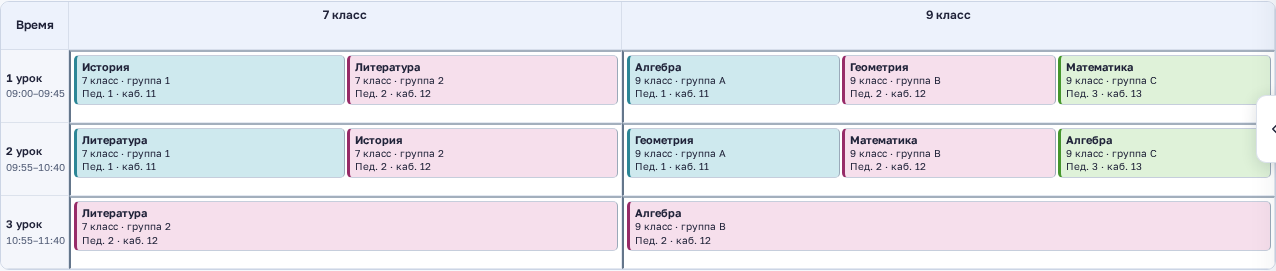 Время
7 класс
9 класс
1 урок
09:00–09:45
История
7 класс · группа 1
Пед. 1 · каб. 11
Литература
7 класс · группа 2
Пед. 2 · каб. 12
Алгебра
9 класс · группа A
Пед. 1 · каб. 11
Геометрия
9 класс · группа B
Пед. 2 · каб. 12
Математика
9 класс · группа C
Пед. 3 · каб. 13
2 урок
09:55–10:40
Литература
7 класс · группа 1
Пед. 1 · каб. 11
История
7 класс · группа 2
Пед. 2 · каб. 12
Геометрия
9 класс · группа A
Пед. 1 · каб. 11
Математика
9 класс · группа B
Пед. 2 · каб. 12
Алгебра
9 класс · группа C
Пед. 3 · каб. 13
3 урок
10:55–11:40
Литература
7 класс · группа 2
Пед. 2 · каб. 12
Алгебра
9 класс · группа B
Пед. 2 · каб. 12